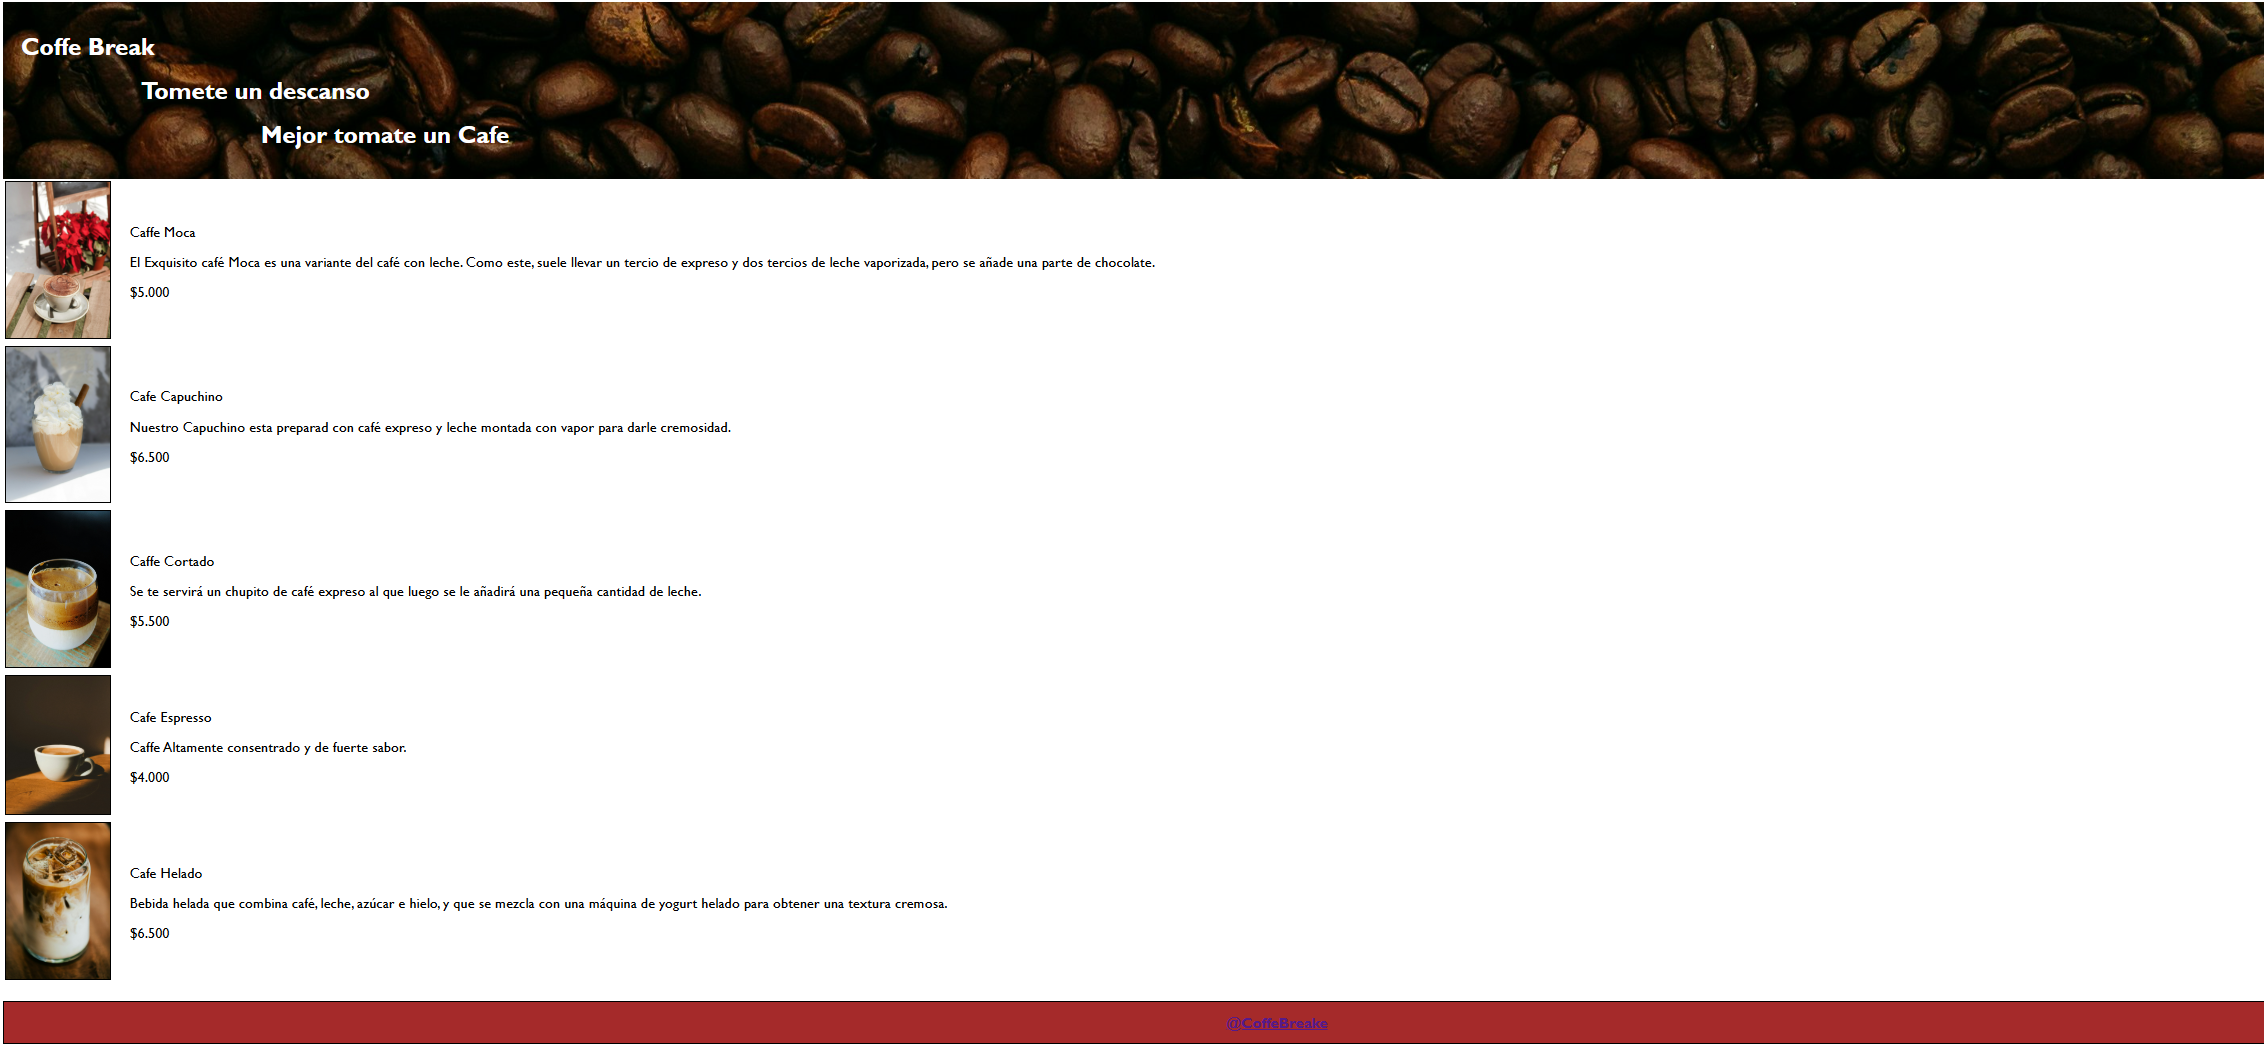 Coffe Break
Tomete un descanso
Mejor tomate un Cafe
Caffe Moca
El Exquisito café Moca es una variante del café con leche. Como este, suele llevar un tercio de expreso y dos tercios de leche vaporizada, pero se añade una parte de chocolate.
$5.000
Cafe Capuchino
Nuestro Capuchino esta preparad con café expreso y leche montada con vapor para darle cremosidad.
$6.500
Caffe Cortado
Se te servirá un chupito de café expreso al que luego se le añadirá una pequeña cantidad de leche.
$5.500
Cafe Espresso
Caffe Altamente consentrado y de fuerte sabor.
$4.000
Cafe Helado
Bebida helada que combina café, leche, azúcar e hielo, y que se mezcla con una máquina de yogurt helado para obtener una textura cremosa.
$6.500
@CoffeBreake